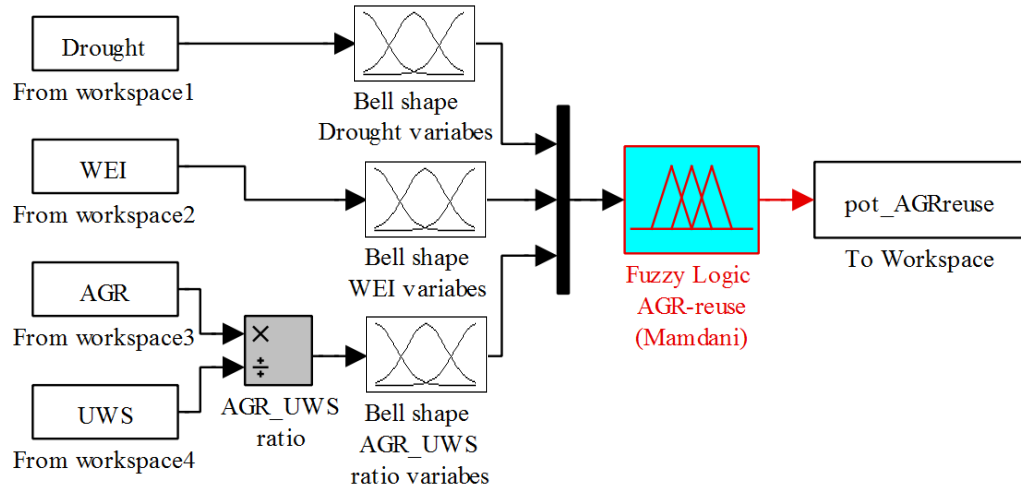 Drought
From workspace1
Bell shape
Drought variabes
WEI
From workspace2
Bell shape
WEI variabes
AGR
From workspace3
UWS
From workspace4
×
÷
AGR_UWS
ratio
Bell shape
AGR_UWS
ratio variabes
Fuzzy Logic
AGR-reuse
(Mamdani)
pot_AGRreuse
To Workspace